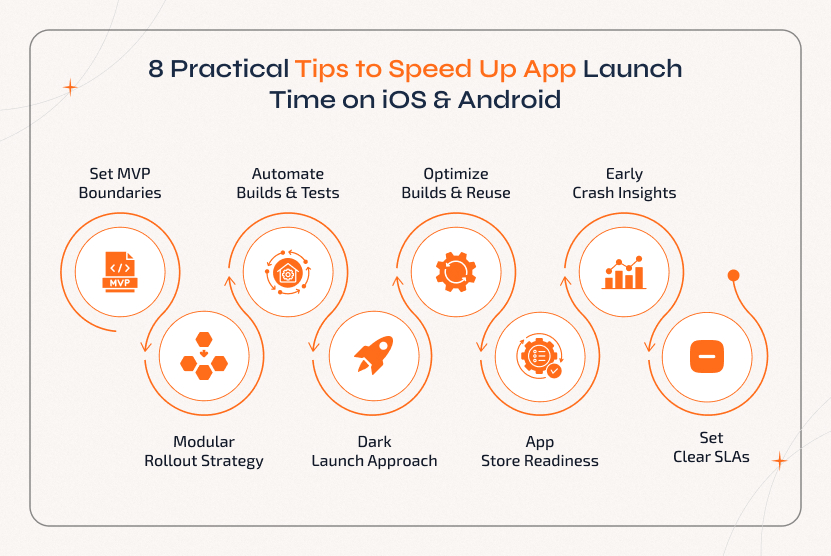 8 Practical Tips to Speed Up App Launch
Time on iOS & Android
Set MVP
Boundaries
Automate
Builds & Tests
Optimize
Builds & Reuse
Early
Crash Insights
</>
MVP
Modular
Rollout Strategy
Dark
Launch Approach
App
Store Readiness
Set
Clear SLAs